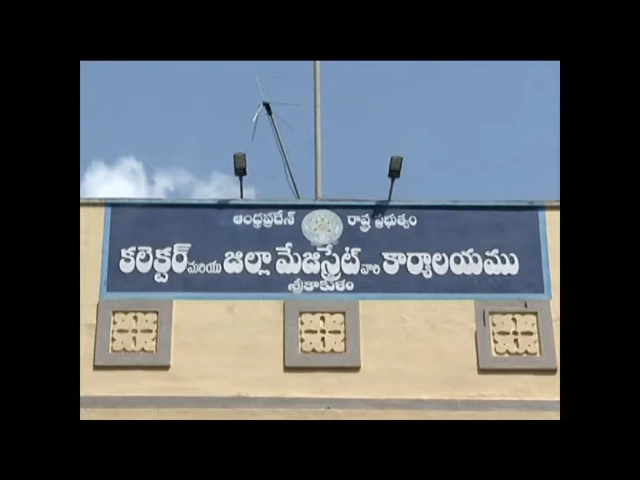 ఆంధ్రప్రదేశ్ రాష్ట్ర ప్రభుత్వం
కలెక్టర్ మరియు జిల్లా మేజిస్ట్రేట్ వారి కార్యాలయము
శ్రీకాకుళం